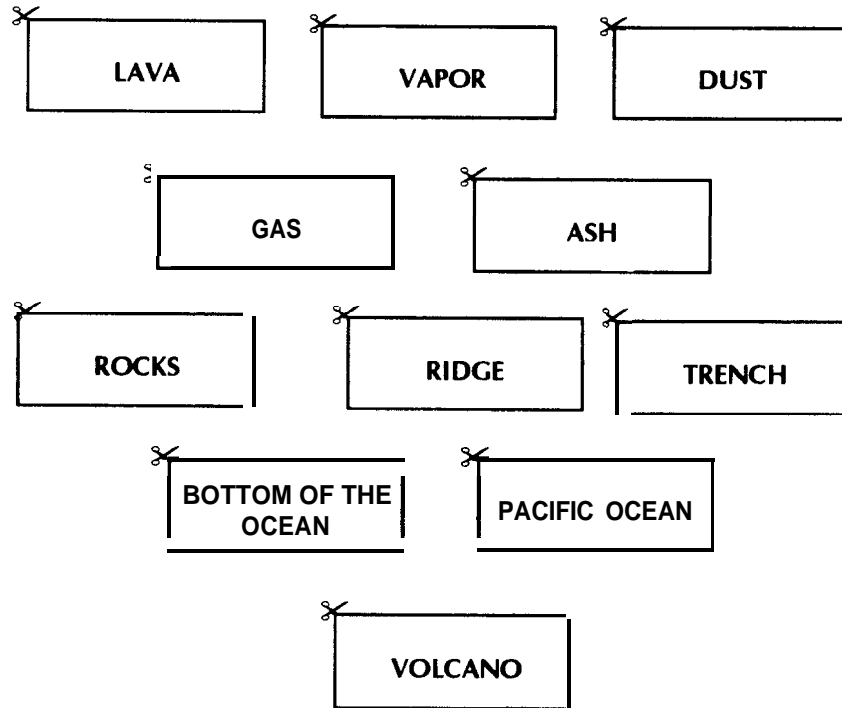 LAVA
VAPOR
DUST
GAS
ASH
ROCKS
RIDGE
TRENCH
BOTTOM OF THE
OCEAN
PACIFIC OCEAN
VOLCANO